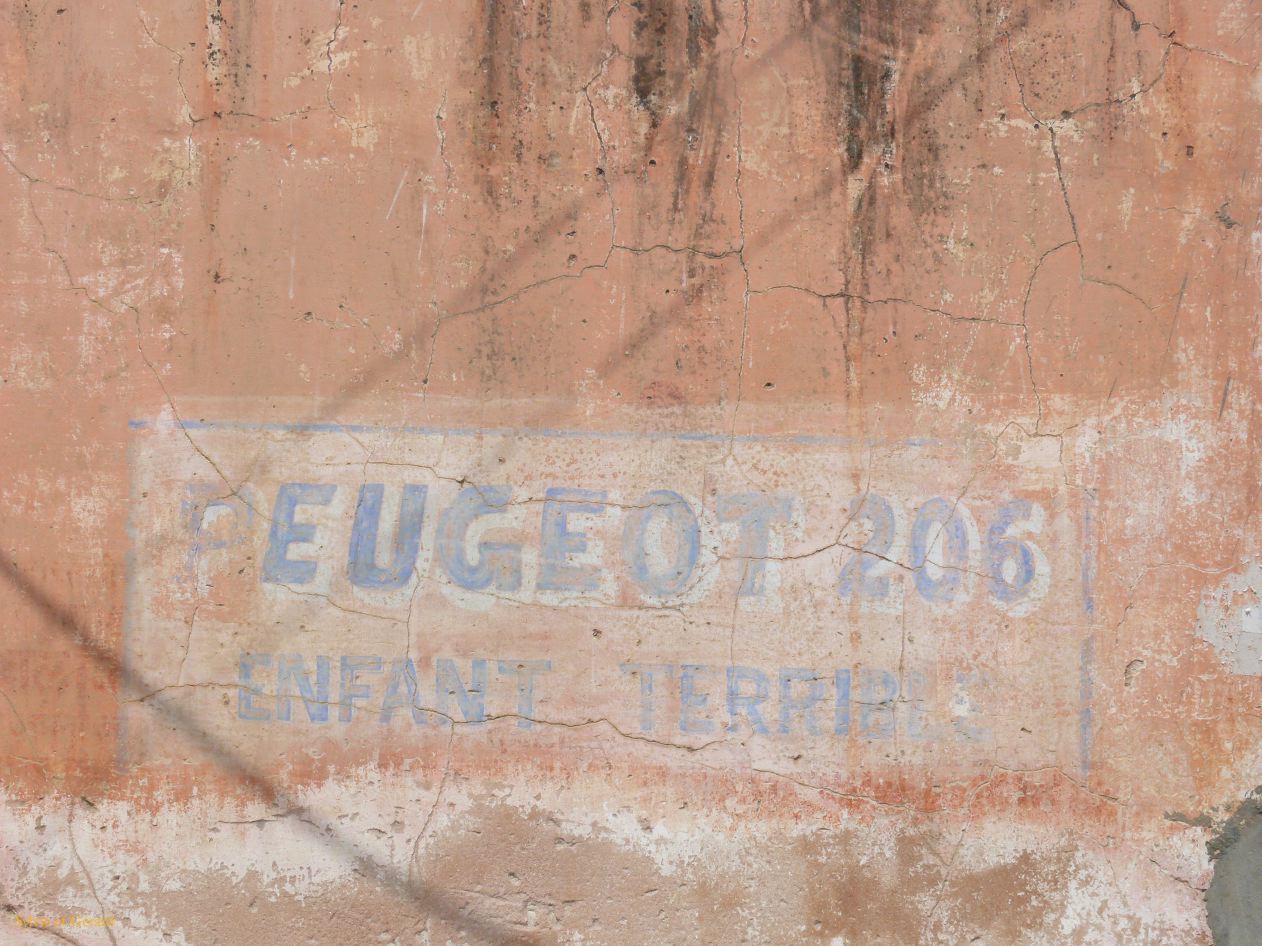 PEUGEOT 206
ENFANT TERRIBLE